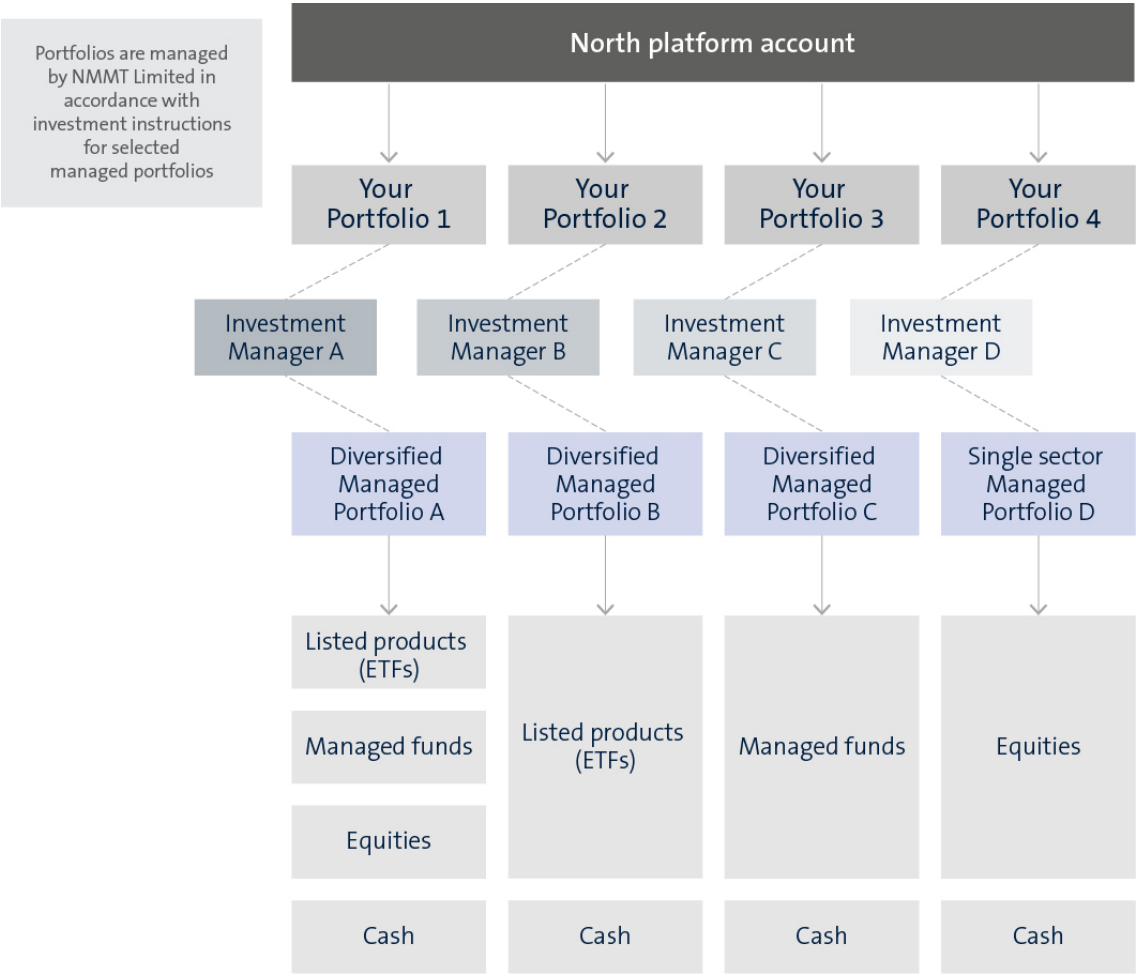 Portfolios are managed
by NMMT Limited in
accordance with
investment instructions
for selected
managed portfolios
North platform account
Your
Portfolio 1
Your
Portfolio 2
Your
Portfolio 3
Your
Portfolio 4
Investment
Manager A
Investment
Manager B
Investment
Manager C
Investment
Manager D
Diversified
Managed
Portfolio A
Diversified
Managed
Portfolio B
Diversified
Managed
Portfolio C
Single sector
Managed
Portfolio D
Listed products
(ETFs)
Managed funds
Equities
Cash
Listed products
(ETFs)
Cash
Managed funds
Cash
Equities
Cash